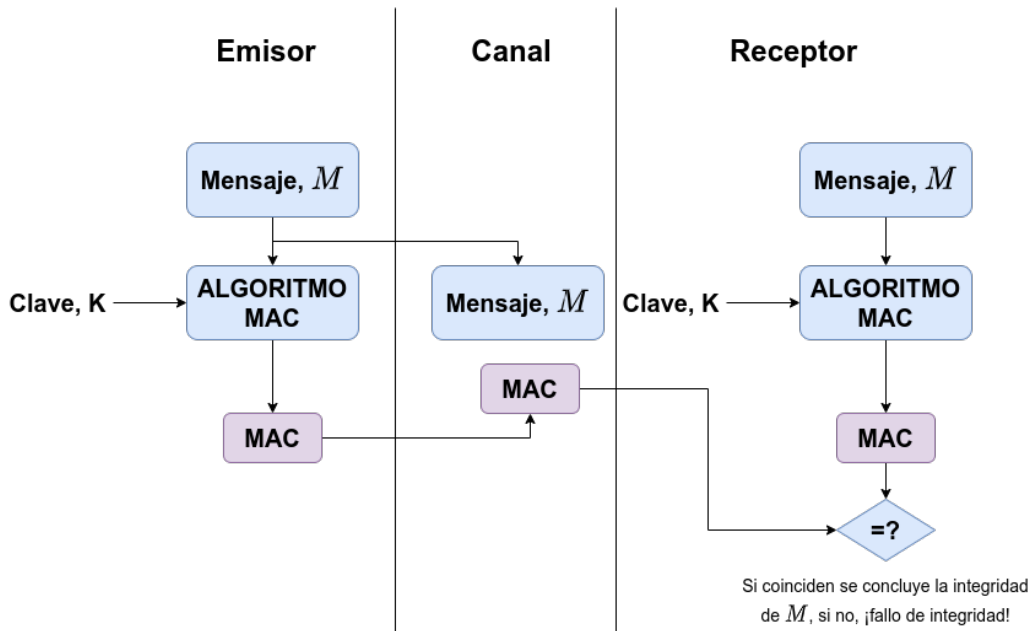 Emisor
Canal
Receptor
Mensaje, M
Mensaje, M
Clave, K
ALGORITMO
MAC
Mensaje, M
Clave, K
ALGORITMO
MAC
MAC
MAC
MAC
=?
Si coinciden se concluye la integridad
de M, si no, ¡fallo de integridad!